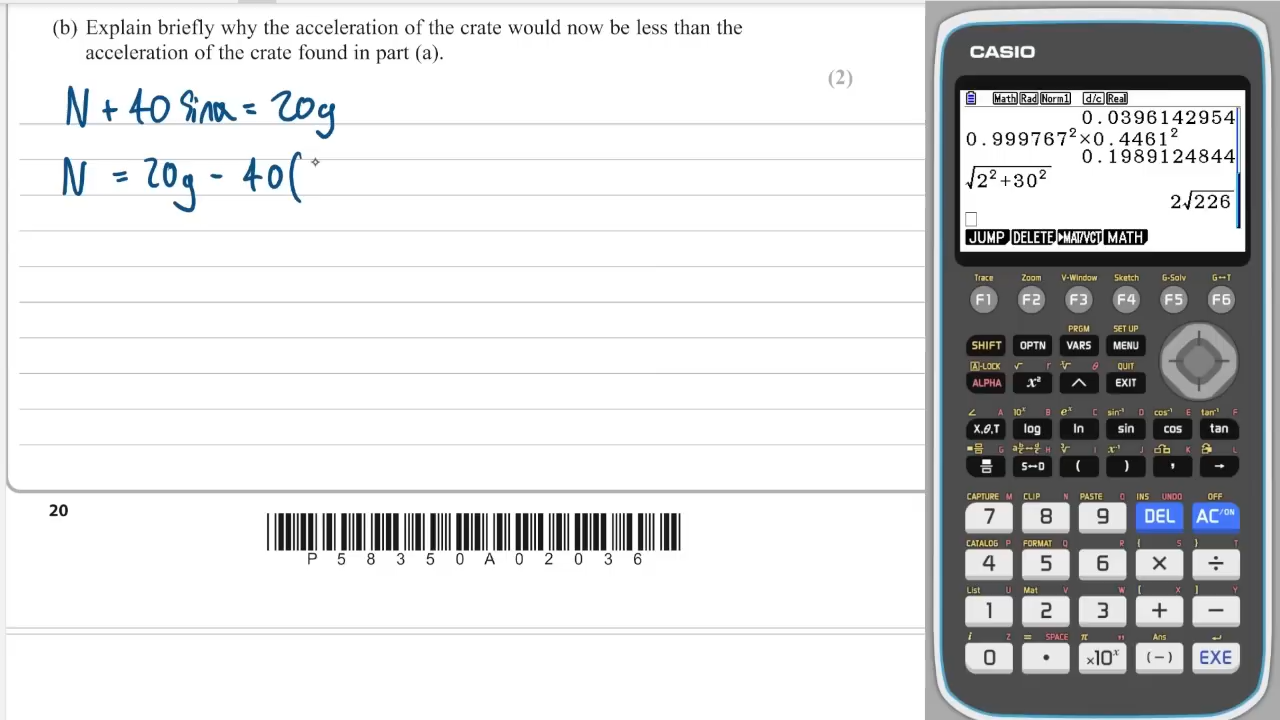 (b) Explain briefly why the acceleration of the crate would now be less than the
acceleration of the crate found in part (a).
(2)
N + 40 sinα = 20g
N = 20g - 40(
20
P 5 8 3 5 0 A 0 2 0 3 6
CASIO
Math Rad Norm1 d/c Real
0.0396142954
0.999767²×0.4461²
0.1989124844
√2²+30²
2√226
JUMP DELETE ▶MAT/VCT MATH
Trace Zoom V-Window Sketch G-Solv G↔T
F1 F2 F3 F4 F5 F6
PRGM SET UP
SHIFT OPTN VARS MENU
A-LOCK √ r ˣ√ θ QUIT
ALPHA x² ^ EXIT
∠ A 10ˣ B eˣ C sin⁻¹ D cos⁻¹ E tan⁻¹ F
X,θ,T log ln sin cos tan
G H ³√ I x⁻¹ J K L
S↔D ( ) , →
CAPTURE M CLIP N PASTE O INS UNDO OFF
7 8 9 DEL AC/ON
CATALOG P FORMAT Q R { S } T
4 5 6 × ÷
List U Mat V W [ X ] Y
1 2 3 + −
i Z = SPACE π " Ans ↵
0 . ×10ˣ (−) EXE